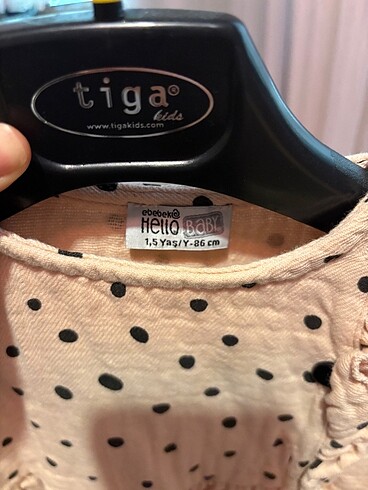 tiga®
kids
www.tigakids.com
ebebek
HELLO BABY
1,5 Yaş/Y-86 cm